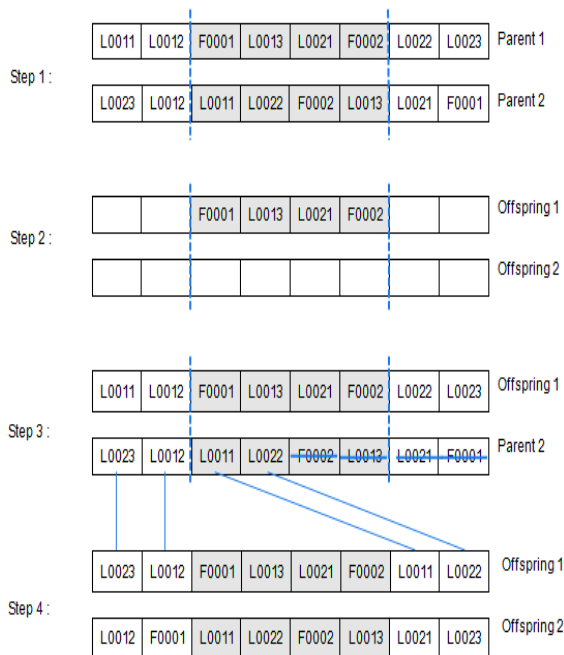 L0011 L0012 F0001 L0013 L0021 F0002 L0022 L0023 Parent 1
Step 1 :
L0023 L0012 L0011 L0022 F0002 L0013 L0021 F0001 Parent 2
F0001 L0013 L0021 F0002 Offspring 1
Step 2 :
Offspring 2
L0011 L0012 F0001 L0013 L0021 F0002 L0022 L0023 Offspring 1
Step 3 :
L0023 L0012 L0011 L0022 F0002 L0013 L0021 F0001 Parent 2
L0023 L0012 F0001 L0013 L0021 F0002 L0011 L0022 Offspring 1
Step 4 :
L0012 F0001 L0011 L0022 F0002 L0013 L0021 L0023 Offspring 2